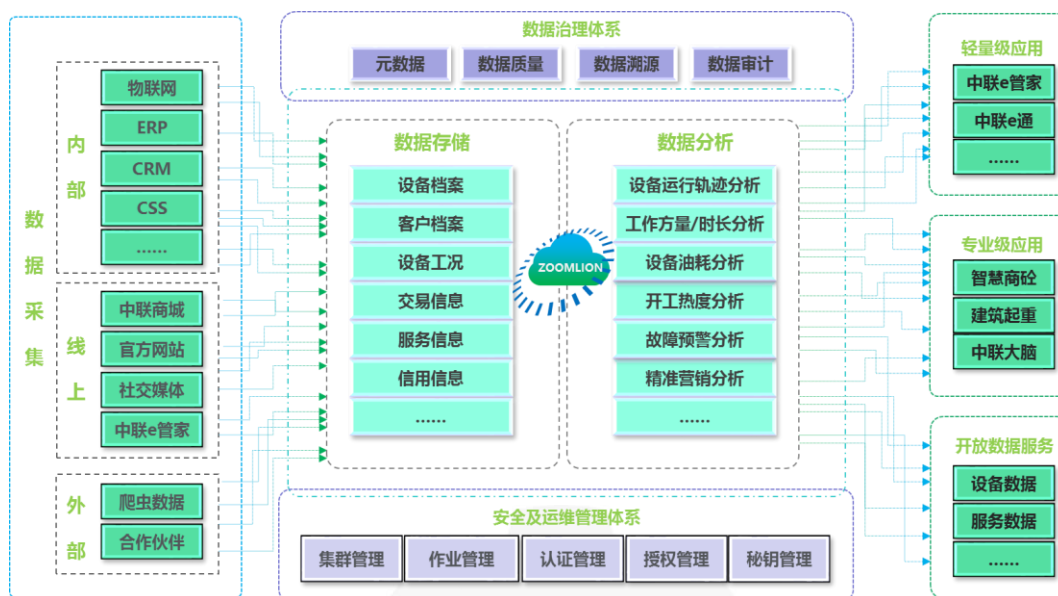 数据采集
内部
物联网
ERP
CRM
CSS
......
线上
中联商城
官方网站
社交媒体
中联e管家
外部
爬虫数据
合作伙伴
数据治理体系
元数据
数据质量
数据溯源
数据审计
数据存储
设备档案
客户档案
设备工况
交易信息
服务信息
信用信息
......
ZOOMLION
数据分析
设备运行轨迹分析
工作方量/时长分析
设备油耗分析
开工热度分析
故障预警分析
精准营销分析
......
安全及运维管理体系
集群管理
作业管理
认证管理
授权管理
秘钥管理
轻量级应用
中联e管家
中联e通
......
专业级应用
智慧商砼
建筑起重
中联大脑
开放数据服务
设备数据
服务数据
......